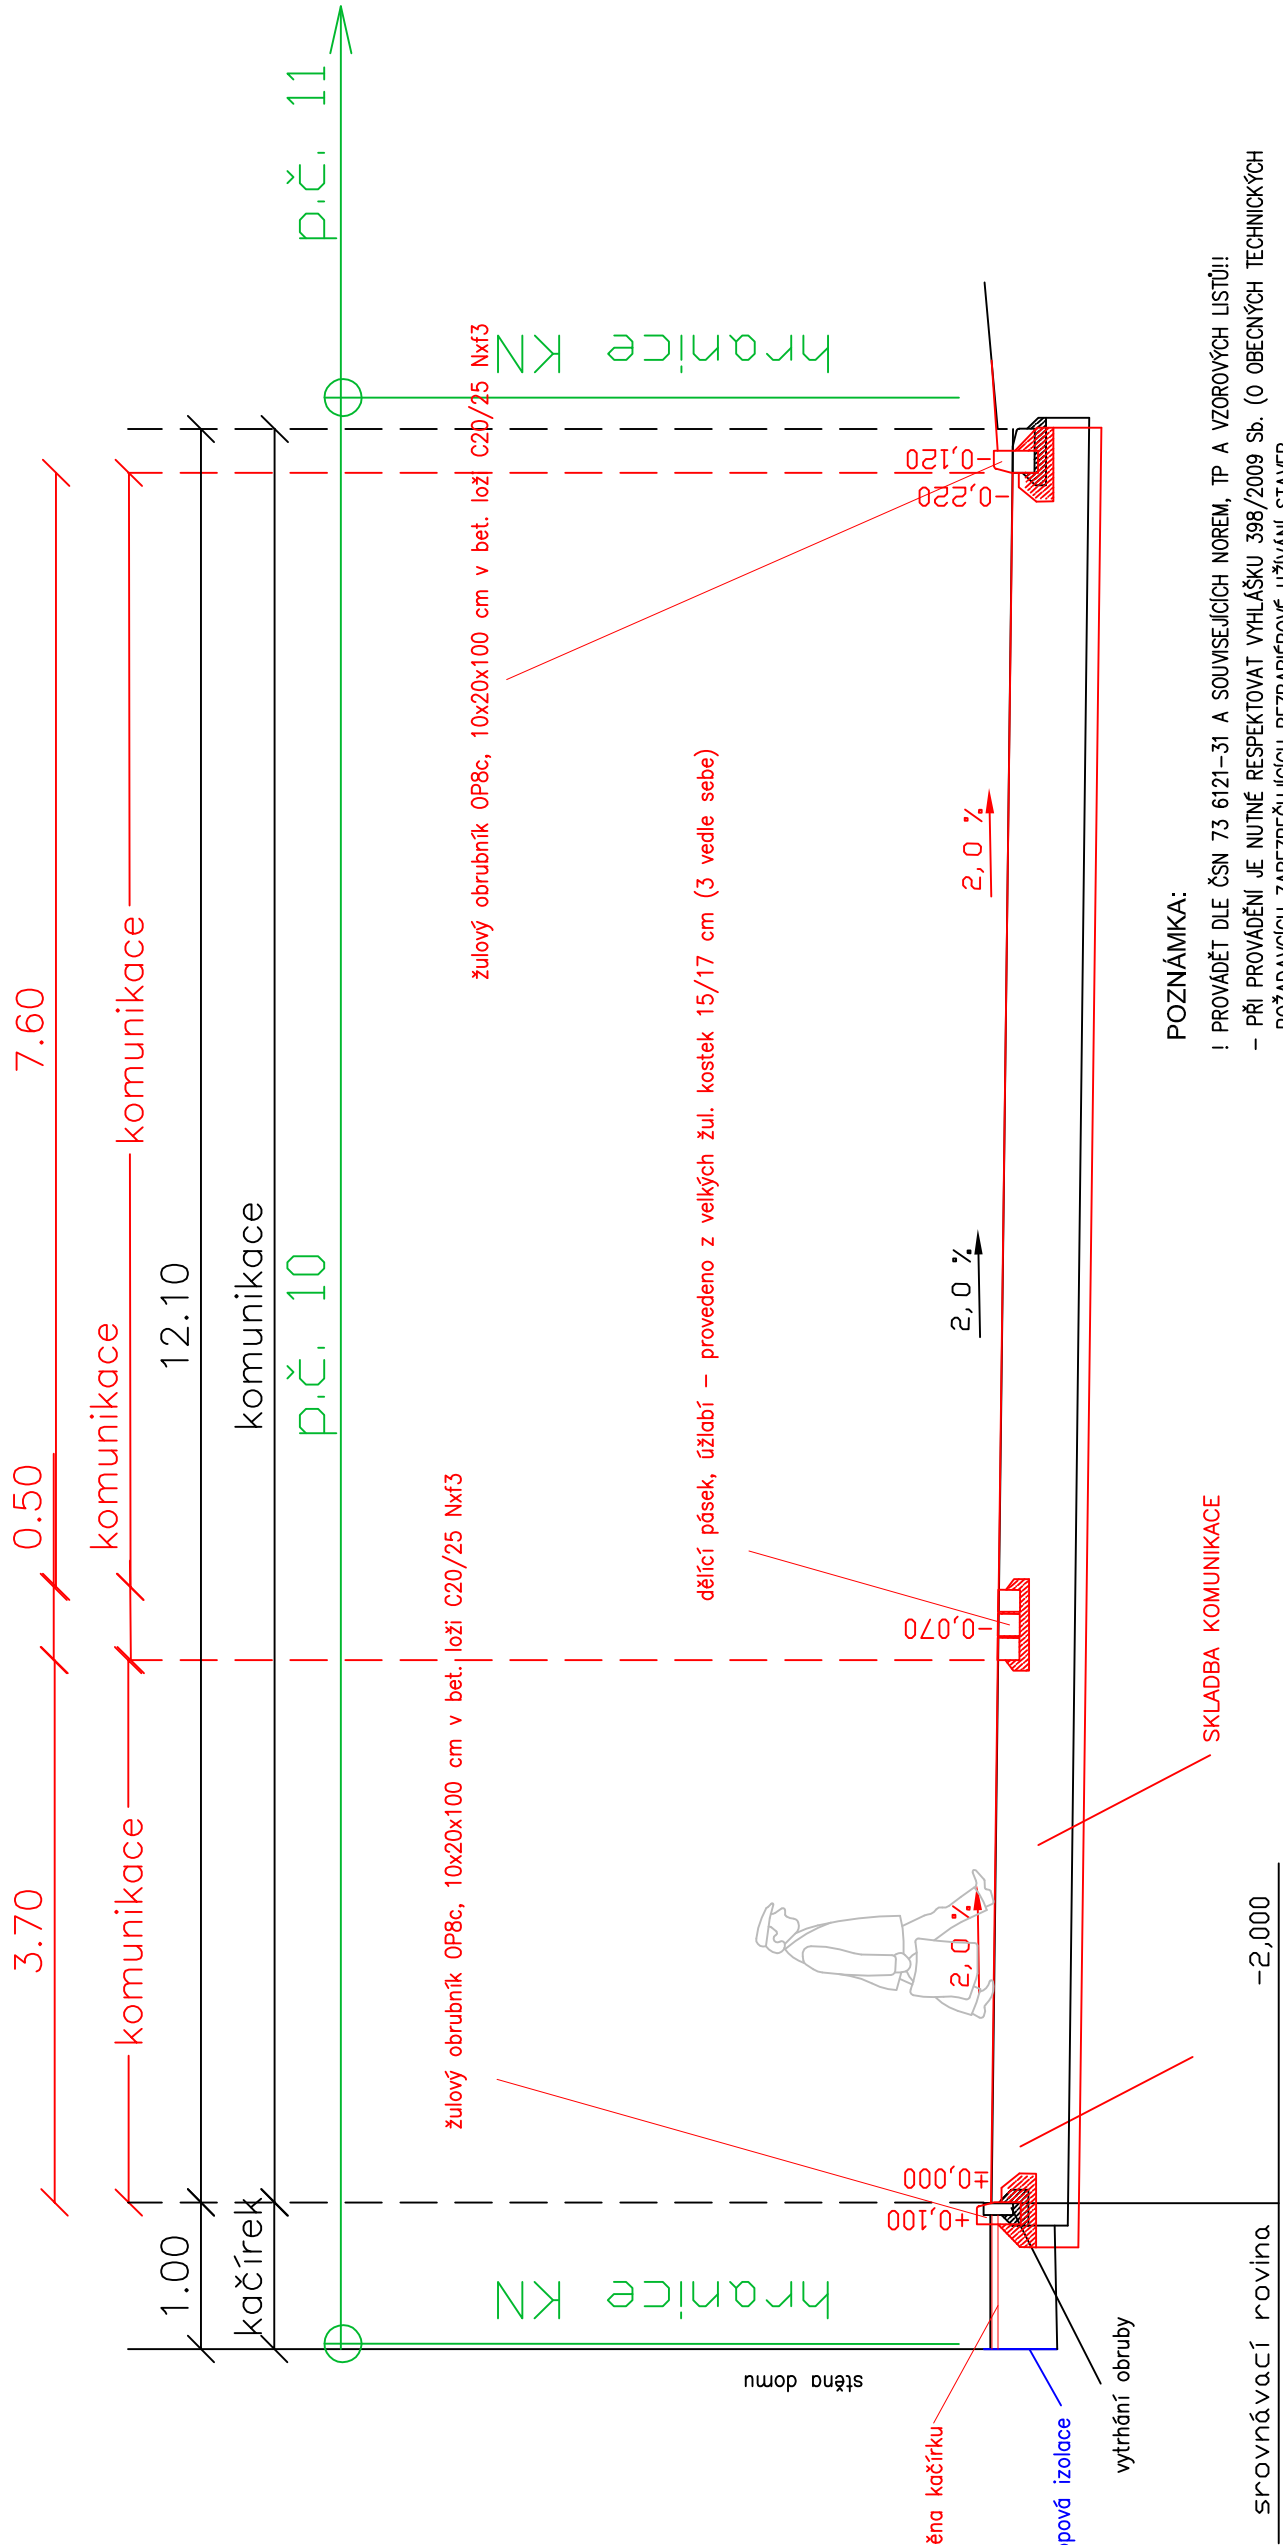 7.60
0.50
3.70
komunikace
komunikace
komunikace
12.10
1.00
komunikace
kačírek
p.č. 11
p.č. 10
hranice KN
hranice KN
žulový obrubník OP8c, 10x20x100 cm v bet. loži C20/25 Nxf3
žulový obrubník OP8c, 10x20x100 cm v bet. loži C20/25 Nxf3
dělící pásek, úžlabí – provedeno z velkých žul. kostek 15/17 cm (3 vedle sebe)
stěna domu
-0,120
-0,220
-0,070
±0,000
+0,100
2,0 %
2,0 %
2,0 %
SKLADBA KOMUNIKACE
vytrhání obruby
izolace
kačírku
-2,000
srovnávací rovina
POZNÁMKA:
! PROVÁDĚT DLE ČSN 73 6121-31 A SOUVISEJÍCÍCH NOREM, TP A VZOROVÝCH LISTŮ!!
– PŘI PROVÁDĚNÍ JE NUTNÉ RESPEKTOVAT VYHLÁŠKU 398/2009 Sb. (O OBECNÝCH TECHNICKÝCH